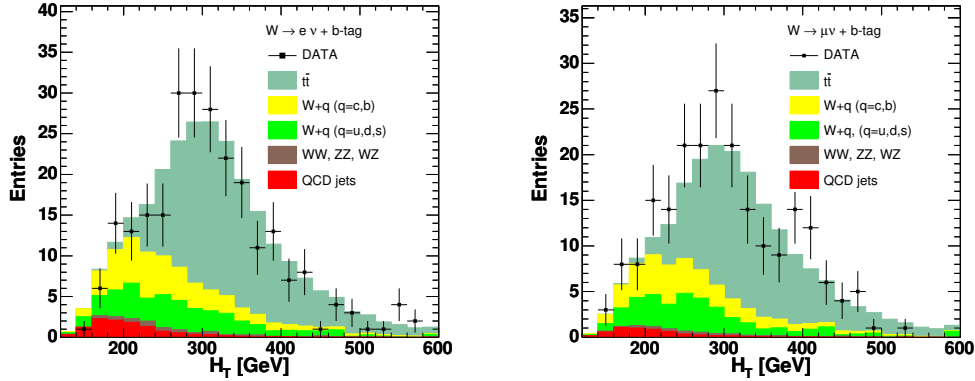 W → e ν + b-tag
DATA
tt̄
W+q (q=c,b)
W+q (q=u,d,s)
WW, ZZ, WZ
QCD jets
Entries
40
35
30
25
20
15
10
5
0
200 300 400 500 600
H_T [GeV]
W → μν + b-tag
DATA
tt̄
W+q (q=c,b)
W+q, (q=u,d,s)
WW, ZZ, WZ
QCD jets
Entries
35
30
25
20
15
10
5
0
200 300 400 500 600
H_T [GeV]